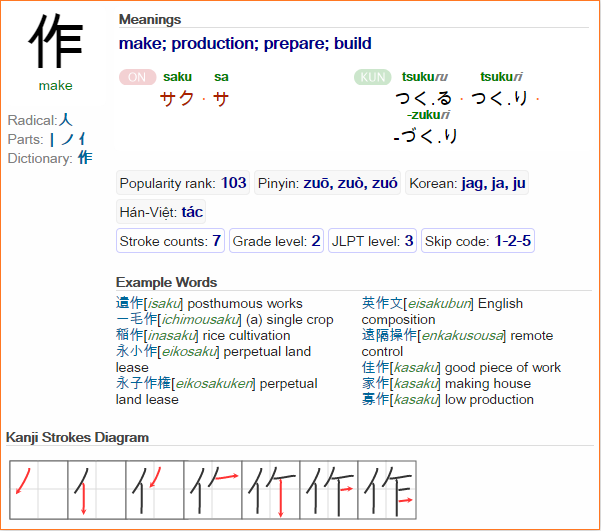 作
make
Radical:人
Parts: | ノ 亻
Dictionary: 作
Meanings
make; production; prepare; build
ON saku sa
サク · サ
KUN tsukuru tsukuri
つく.る · つく.り ·
-zukuri
-づく.り
Popularity rank: 103 Pinyin: zuō, zuò, zuó Korean: jag, ja, ju
Hán-Việt: tác
Stroke counts: 7 Grade level: 2 JLPT level: 3 Skip code: 1-2-5
Example Words
遺作[isaku] posthumous works
一毛作[ichimousaku] (a) single crop
稲作[inasaku] rice cultivation
永小作[eikosaku] perpetual land
lease
永子作権[eikosakuken] perpetual
land lease
英作文[eisakubun] English
composition
遠隔操作[enkakusousa] remote
control
佳作[kasaku] good piece of work
家作[kasaku] making house
寡作[kasaku] low production
Kanji Strokes Diagram